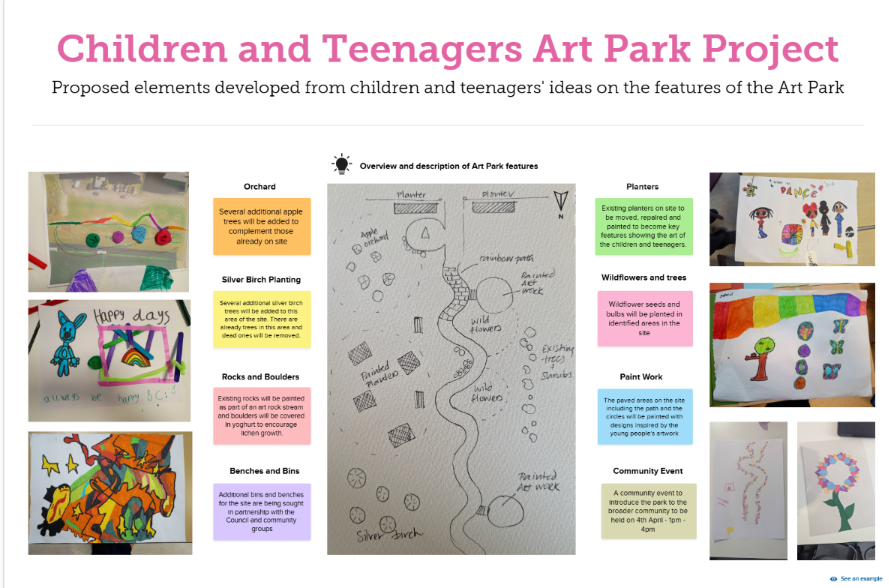 Children and Teenagers Art Park Project
Proposed elements developed from children and teenagers' ideas on the features of the Art Park
Overview and description of Art Park features
Orchard
Several additional apple
trees will be added to
complement those
already on site
Silver Birch Planting
Several additional silver birch
trees will be added to this
area of the site. There are
already trees in this area and
dead ones will be removed.
Rocks and Boulders
Existing rocks will be painted
as part of an art rock stream
and boulders will be covered
in yoghurt to encourage
lichen growth.
Benches and Bins
Additional bins and benches
for the site are being sought
in partnership with the
Council and community
groups
Happy days
always be happy
Planter
Planter
N
Apple
orchard
rainbow path
Painted
Art
work
Wild
flowers
Existing
trees
+
Shrubs
Painted
Planters
Wild
flowers
Painted
Art work
Silver birch
Planters
Existing planters on site to
be moved, repaired and
painted to become key
features showing the art of
the children and teenagers.
Wildflowers and trees
Wildflower seeds and
bulbs will be planted in
identified areas in the
site
Paint Work
The paved areas on the site
including the path and the
circles will be painted with
designs inspired by the
young people's artwork
Community Event
A community event to
introduce the park to the
broader community to be
held on 4th April - 1pm -
4pm
DANCE
See an example